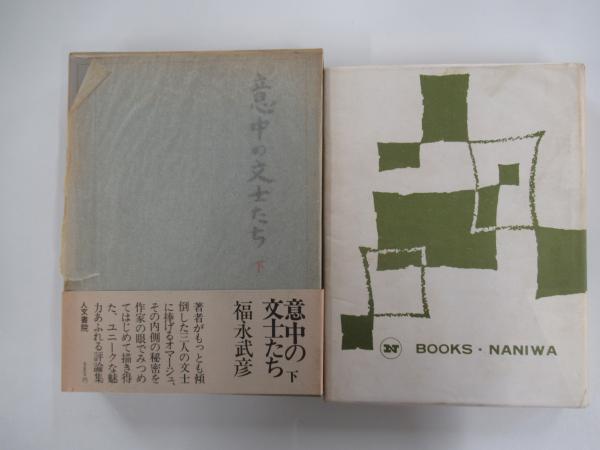 意中の文士たち
下
意中の
文士たち
下
福永武彦
著者がもっとも傾
倒した三人の文士
に捧げるオマージュ、
その内側の秘密を
作家の眼でみつめ
てはじめて描き得
た、ユニークな魅
力あふれる評論集
人文書院
N
BOOKS・NANIWA